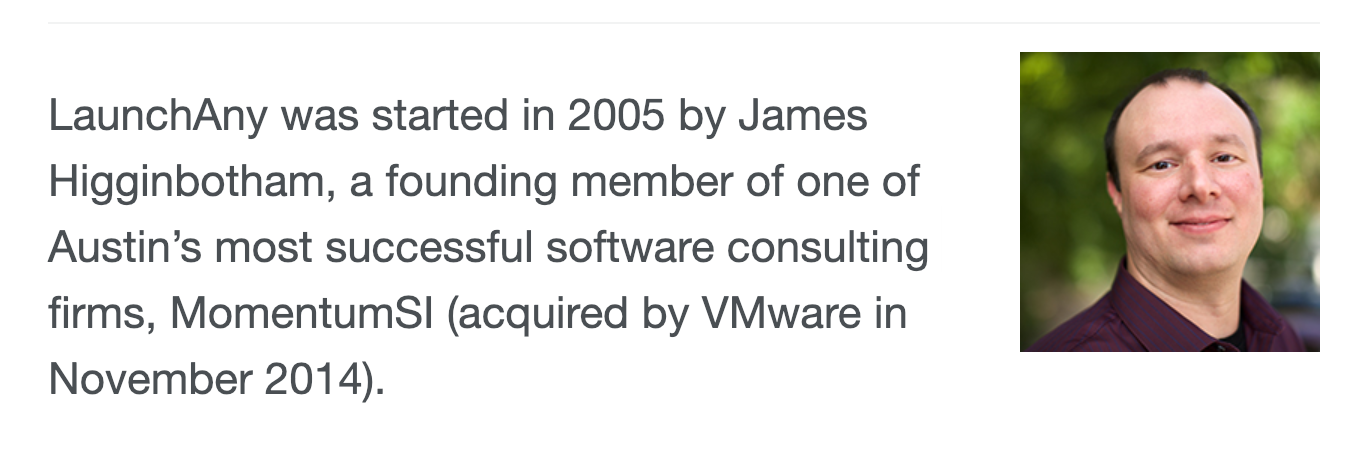 LaunchAny was started in 2005 by James
Higginbotham, a founding member of one of
Austin’s most successful software consulting
firms, MomentumSI (acquired by VMware in
November 2014).